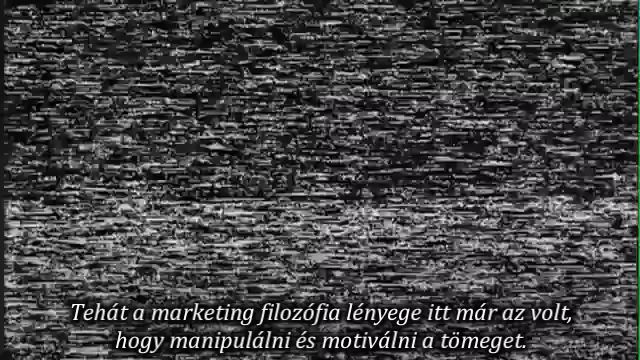 Tehát a marketing filozófia lényege itt már az volt,
hogy manipulálni és motiválni a tömeget.